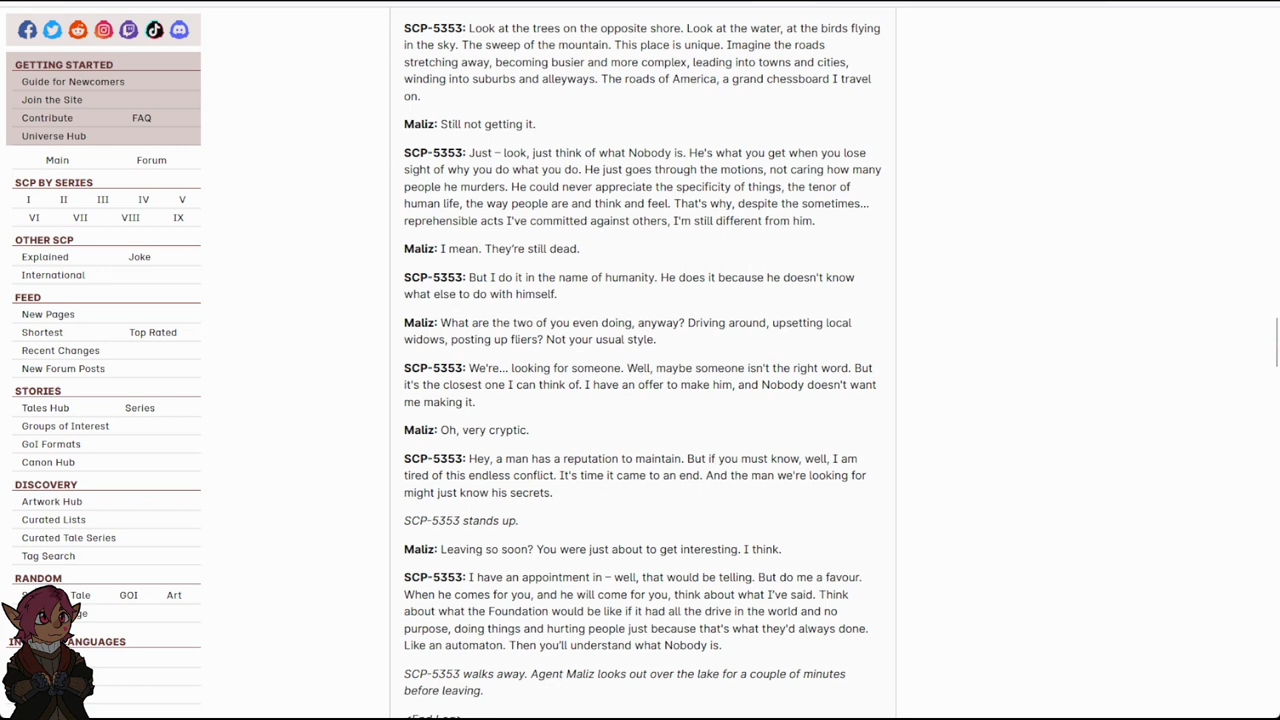 GETTING STARTED
Guide for Newcomers
Join the Site
Contribute FAQ
Universe Hub
Main Forum
SCP BY SERIES
I II III IV V
VI VII VIII IX
OTHER SCP
Explained Joke
International
FEED
New Pages
Shortest Top Rated
Recent Changes
New Forum Posts
STORIES
Tales Hub Series
Groups of Interest
GoI Formats
Canon Hub
DISCOVERY
Artwork Hub
Curated Lists
Curated Tale Series
Tag Search
RANDOM
Tale GOI Art
LANGUAGES
SCP-5353: Look at the trees on the opposite shore. Look at the water, at the birds flying
in the sky. The sweep of the mountain. This place is unique. Imagine the roads
stretching away, becoming busier and more complex, leading into towns and cities,
winding into suburbs and alleyways. The roads of America, a grand chessboard I travel
on.
Maliz: Still not getting it.
SCP-5353: Just – look, just think of what Nobody is. He's what you get when you lose
sight of why you do what you do. He just goes through the motions, not caring how many
people he murders. He could never appreciate the specificity of things, the tenor of
human life, the way people are and think and feel. That's why, despite the sometimes...
reprehensible acts I've committed against others, I'm still different from him.
Maliz: I mean. They're still dead.
SCP-5353: But I do it in the name of humanity. He does it because he doesn't know
what else to do with himself.
Maliz: What are the two of you even doing, anyway? Driving around, upsetting local
widows, posting up fliers? Not your usual style.
SCP-5353: We're... looking for someone. Well, maybe someone isn't the right word. But
it's the closest one I can think of. I have an offer to make him, and Nobody doesn't want
me making it.
Maliz: Oh, very cryptic.
SCP-5353: Hey, a man has a reputation to maintain. But if you must know, well, I am
tired of this endless conflict. It's time it came to an end. And the man we're looking for
might just know his secrets.
SCP-5353 stands up.
Maliz: Leaving so soon? You were just about to get interesting. I think.
SCP-5353: I have an appointment in – well, that would be telling. But do me a favour.
When he comes for you, and he will come for you, think about what I've said. Think
about what the Foundation would be like if it had all the drive in the world and no
purpose, doing things and hurting people just because that's what they'd always done.
Like an automaton. Then you'll understand what Nobody is.
SCP-5353 walks away. Agent Maliz looks out over the lake for a couple of minutes
before leaving.